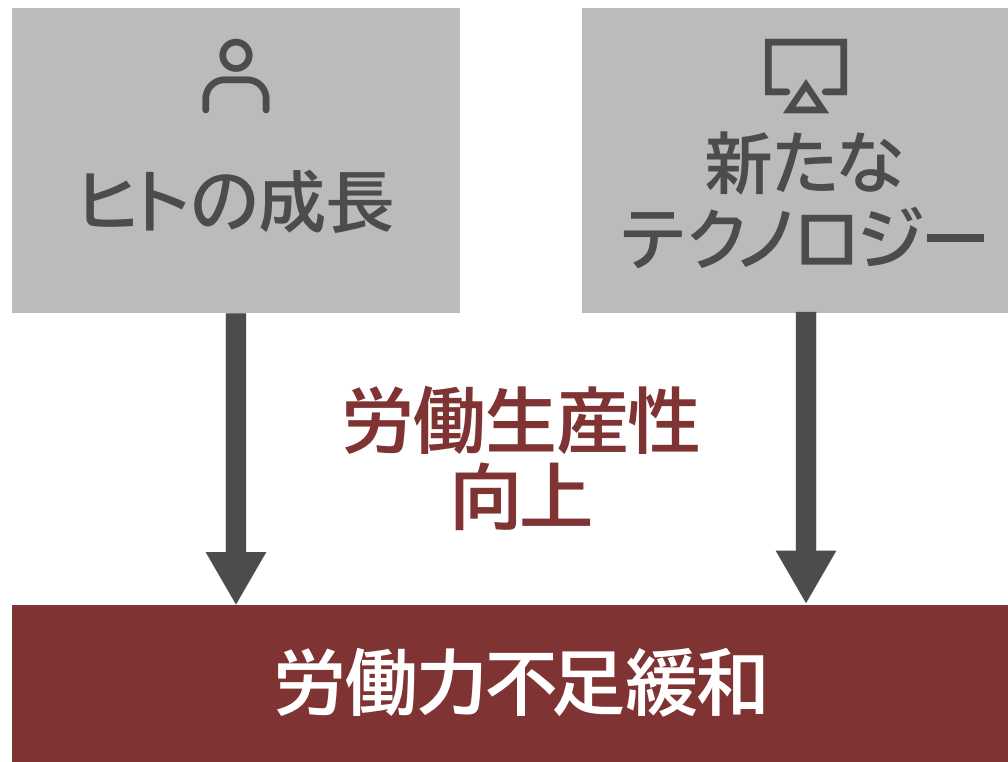 ヒトの成長
新たな
テクノロジー
労働生産性
向上
労働力不足緩和